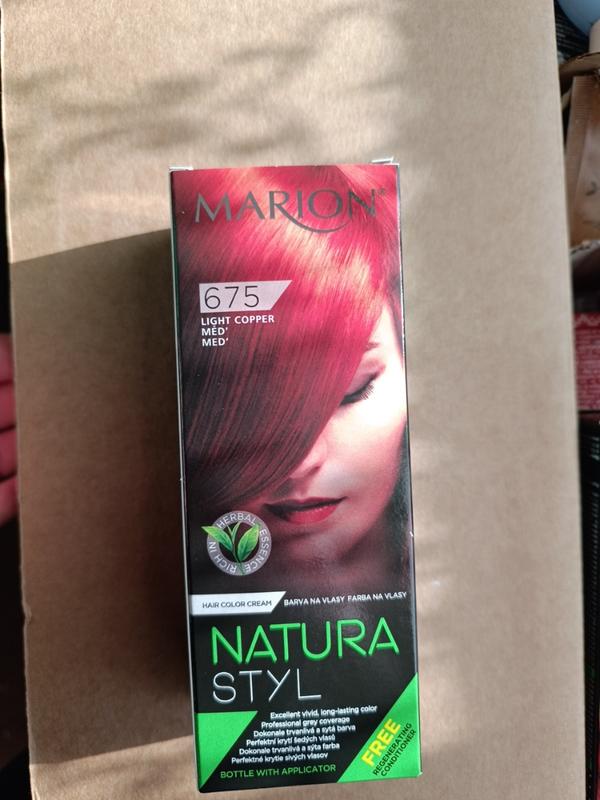 MARION®
675
LIGHT COPPER
MĚĎ'
MEĎ'
RICH IN HERBAL ESSENCE
HAIR COLOR CREAM
BARVA NA VLASY FARBA NA VLASY
NATURA
STYL
Excellent vivid, long-lasting color
Professional grey coverage
Dokonale trvanlivá a sytá barva
Perfektní krytí šedých vlasů
Dokonale trvanlivá a sýta farba
Perfektné krytie sivých vlasov
BOTTLE WITH APPLICATOR
FREE
REGENERATING
CONDITIONER